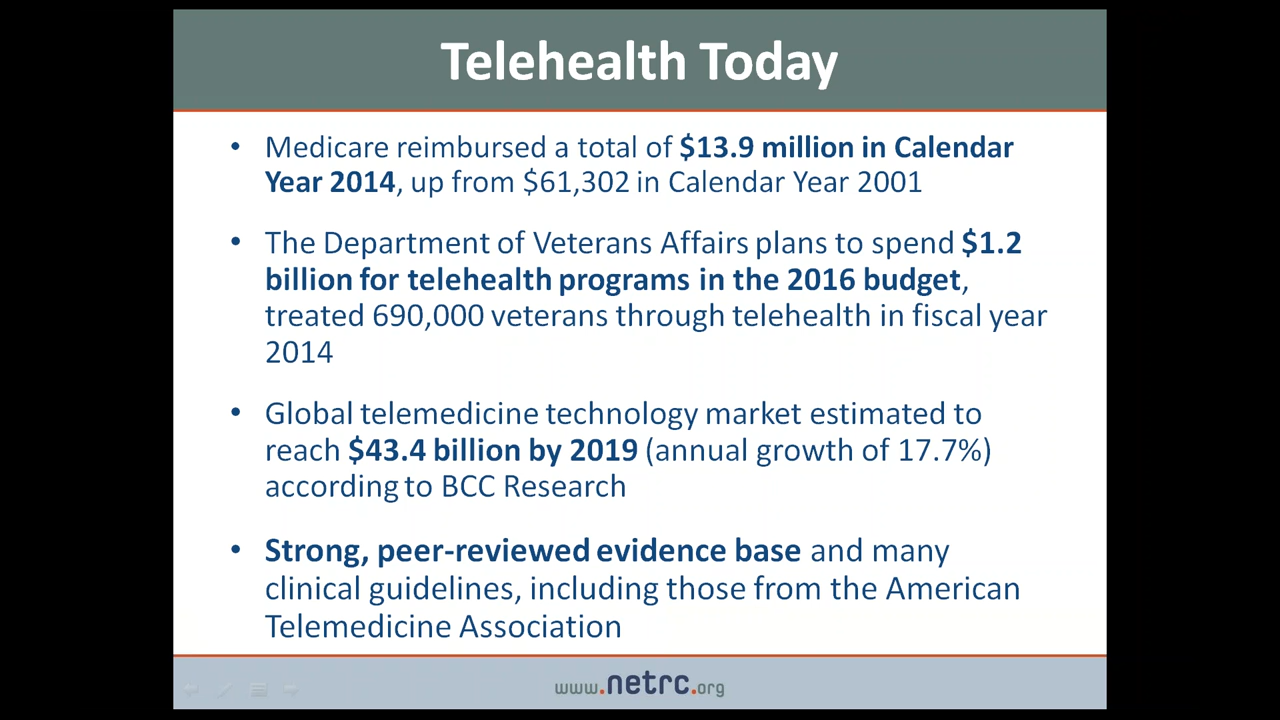 Telehealth Today
• Medicare reimbursed a total of $13.9 million in Calendar
Year 2014, up from $61,302 in Calendar Year 2001
• The Department of Veterans Affairs plans to spend $1.2
billion for telehealth programs in the 2016 budget,
treated 690,000 veterans through telehealth in fiscal year
2014
• Global telemedicine technology market estimated to
reach $43.4 billion by 2019 (annual growth of 17.7%)
according to BCC Research
• Strong, peer-reviewed evidence base and many
clinical guidelines, including those from the American
Telemedicine Association
www.netrc.org